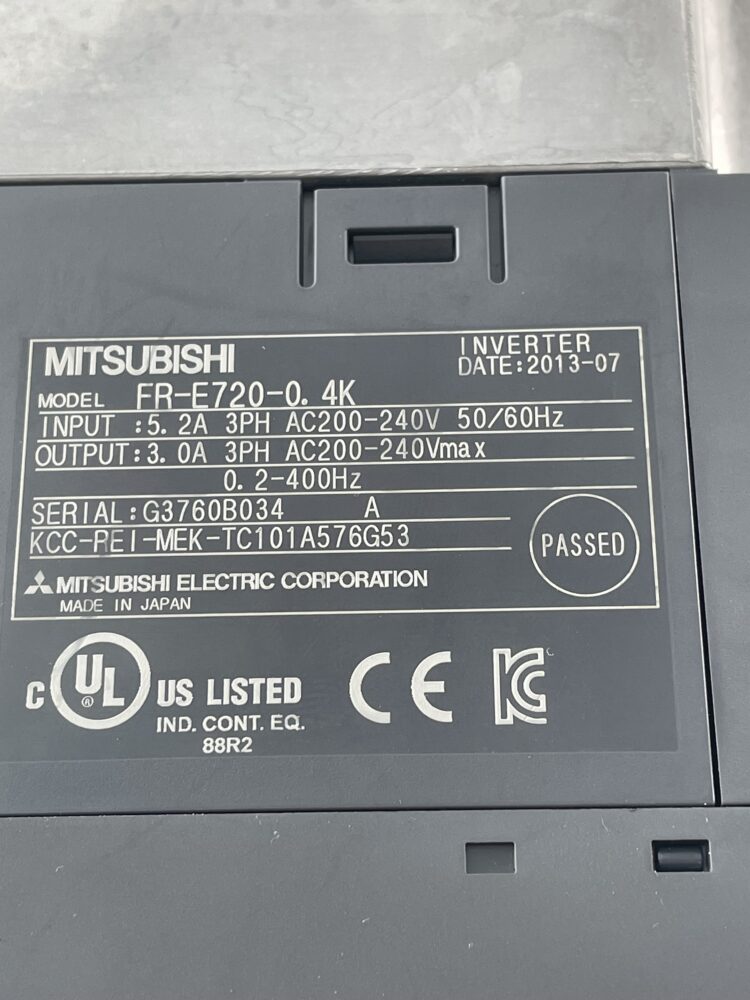 MITSUBISHI
INVERTER
DATE:2013-07
MODEL FR-E720-0.4K
INPUT :5.2A 3PH AC200-240V 50/60Hz
OUTPUT:3.0A 3PH AC200-240Vmax
0.2-400Hz
SERIAL:G3760B034 A
KCC-REI-MEK-TC101A576G53
PASSED
MITSUBISHI ELECTRIC CORPORATION
MADE IN JAPAN
C UL ® US LISTED
IND. CONT. EQ.
88R2
CE
KC